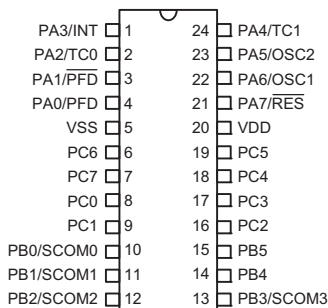 PA3/INT 1 24 PA4/TC1
PA2/TC0 2 23 PA5/OSC2
PA1/PFD 3 22 PA6/OSC1
PA0/PFD 4 21 PA7/RES
VSS 5 20 VDD
PC6 6 19 PC5
PC7 7 18 PC4
PC0 8 17 PC3
PC1 9 16 PC2
PB0/SCOM0 10 15 PB5
PB1/SCOM1 11 14 PB4
PB2/SCOM2 12 13 PB3/SCOM3